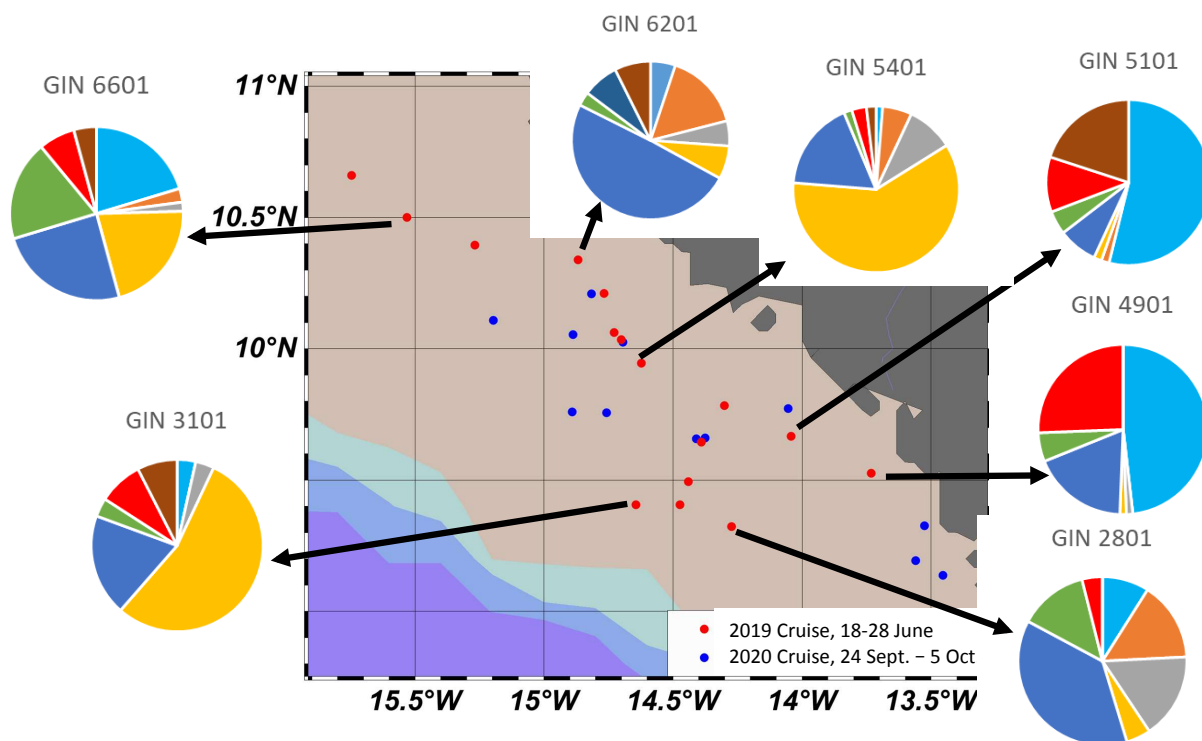 GIN 6201
GIN 5401
GIN 5101
GIN 6601
11°N
10.5°N
10°N
GIN 4901
GIN 3101
GIN 2801
2019 Cruise, 18-28 June
2020 Cruise, 24 Sept. – 5 Oct
15.5°W
15°W
14.5°W
14°W
13.5°W